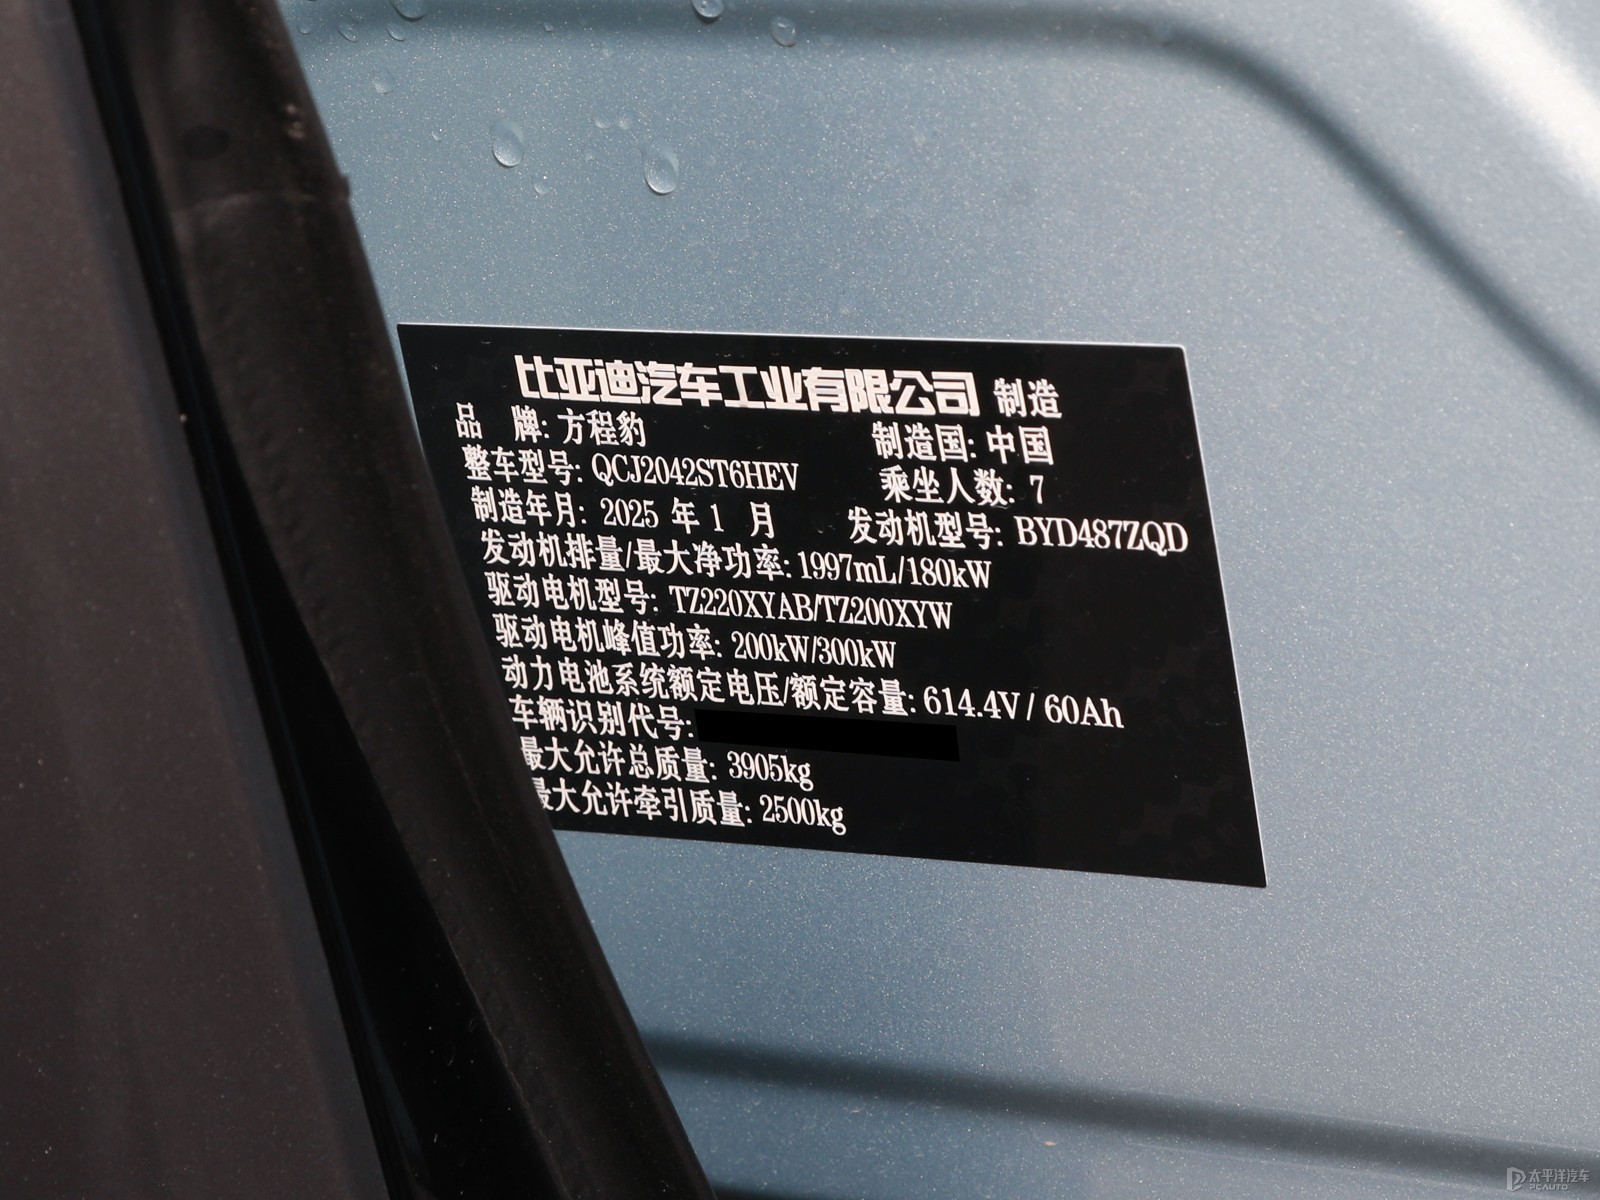 比亚迪汽车工业有限公司 制造
品 牌: 方程豹 制造国: 中国
整车型号: QCJ2042ST6HEV 乘坐人数: 7
制造年月: 2025 年 1 月 发动机型号: BYD487ZQD
发动机排量/最大净功率: 1997mL/180kW
驱动电机型号: TZ220XYAB/TZ200XYW
驱动电机峰值功率: 200kW/300kW
动力电池系统额定电压/额定容量: 614.4V / 60Ah
车辆识别代号:
最大允许总质量: 3905kg
最大允许牵引质量: 2500kg
太平洋汽车
PCAUTO